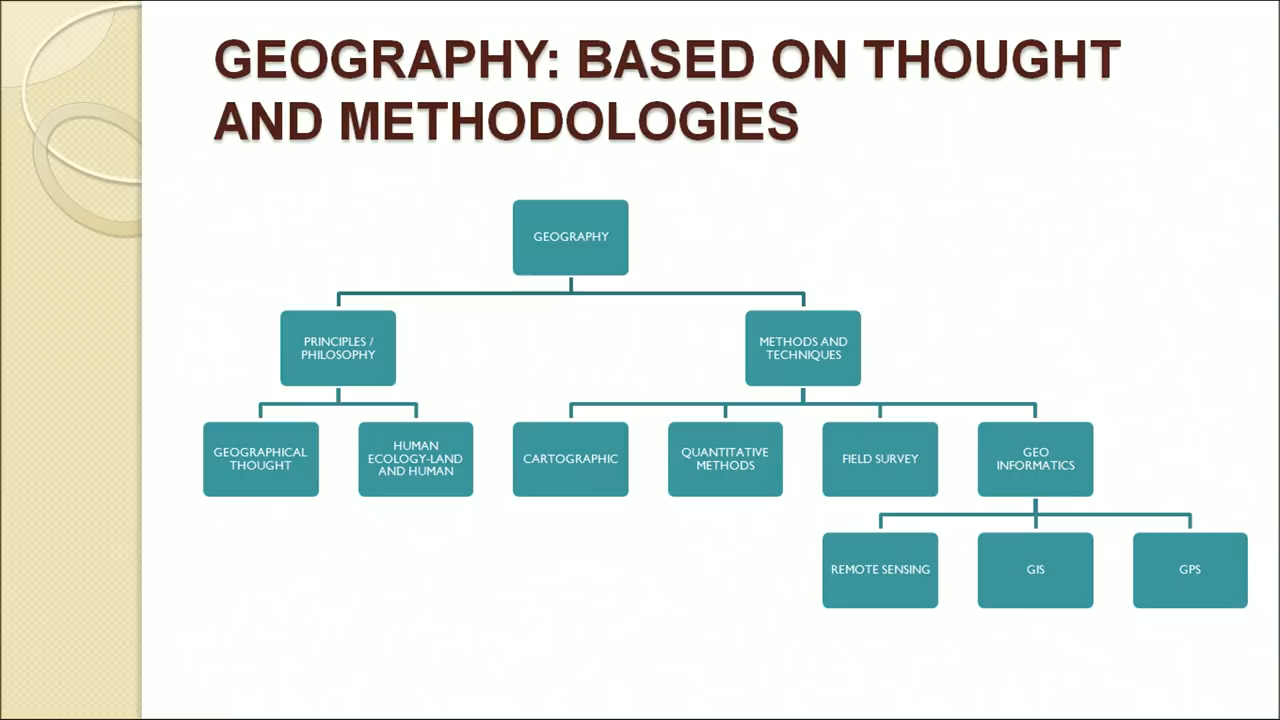 GEOGRAPHY: BASED ON THOUGHT
AND METHODOLOGIES
GEOGRAPHY
PRINCIPLES /
PHILOSOPHY
METHODS AND
TECHNIQUES
GEOGRAPHICAL
THOUGHT
HUMAN
ECOLOGY-LAND
AND HUMAN
CARTOGRAPHIC
QUANTITATIVE
METHODS
FIELD SURVEY
GEO
INFORMATICS
REMOTE SENSING
GIS
GPS